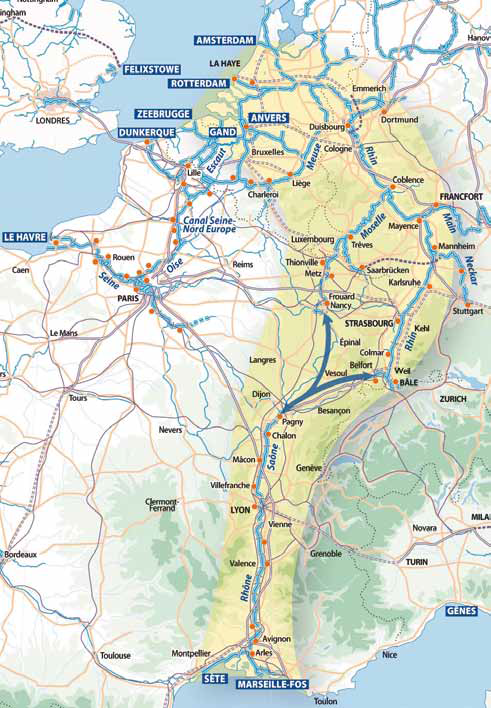 ttingham
AMSTERDAM
LA HAYE
Hanov
FELIXSTOWE
ROTTERDAM
Emmerich
ZEEBRUGGE
LONDRES
ANVERS
Dortmund
DUNKERQUE
GAND
Duisbourg
Escaut
Bruxelles
Meuse
Cologne
Rhin
Lille
Liège
Charleroi
Coblence
FRANCFORT
Canal Seine-
Nord Europe
Moselle
Main
LE HAVRE
Luxembourg
Mayence
Trèves
Mannheim
Caen
Rouen
Oise
Reims
Thionville
Saarbrücken
Neckar
Metz
Seine
Karlsruhe
PARIS
Frouard
Nancy
Stuttgart
STRASBOURG
Kehl
Le Mans
Épinal
Rhin
Colmar
Langres
Belfort
Weil
Vesoul
BÂLE
Tours
Dijon
ZURICH
Besançon
Pagny
Nevers
Chalon
Saône
Mâcon
Genève
Villefranche
Clermont-
Ferrand
LYON
MILA
Vienne
Novara
Bordeaux
Grenoble
TURIN
Valence
Rhône
GÊNES
Avignon
Toulouse
Montpellier
Arles
Nice
SÈTE
MARSEILLE-FOS
Toulon